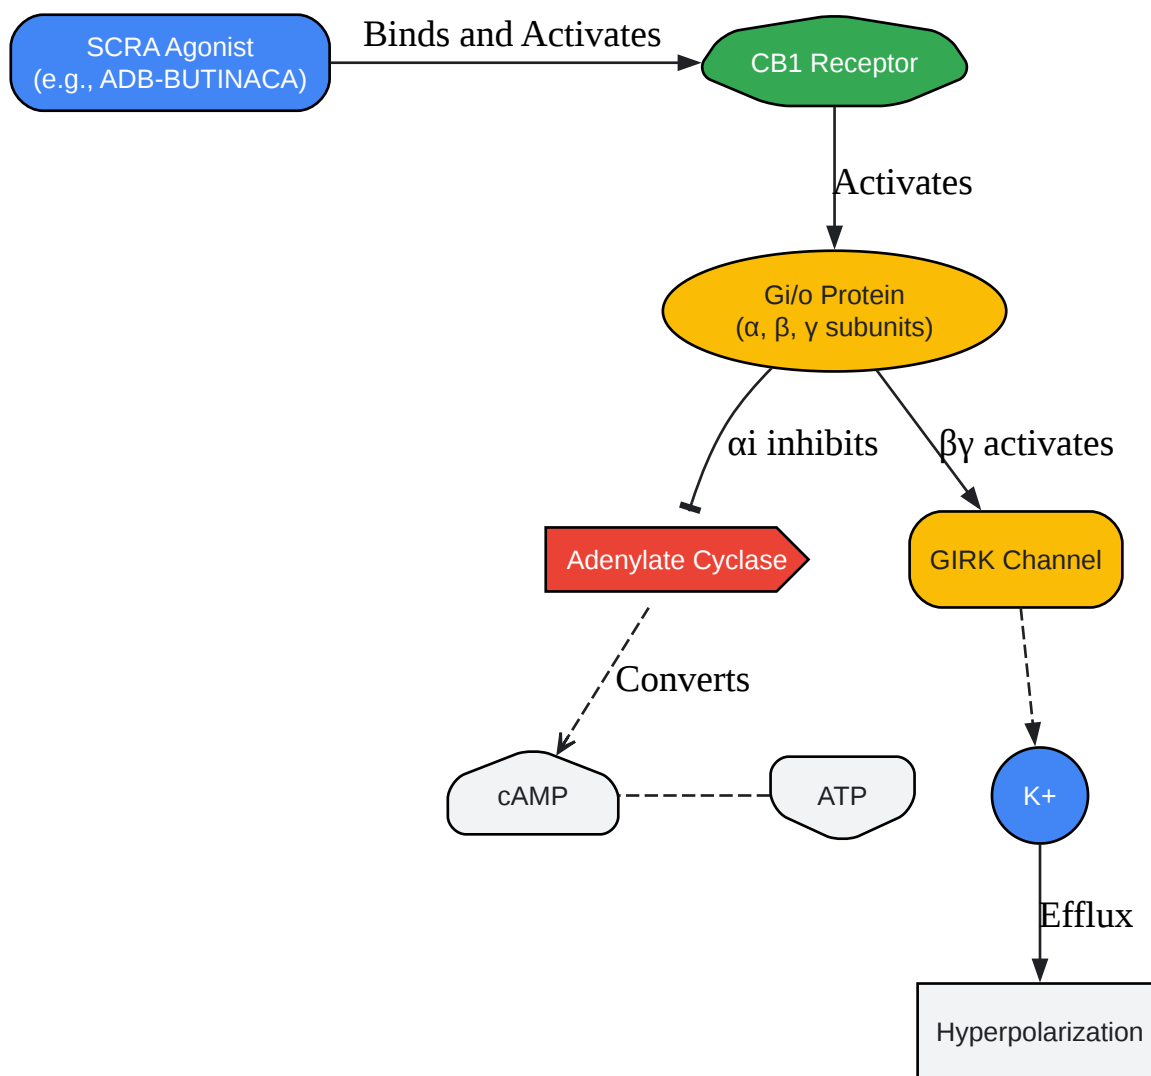 SCRA Agonist
(e.g., ADB-BUTINACA)
Binds and Activates
CB1 Receptor
Activates
Gi/o Protein
(α, β, γ subunits)
αi inhibits
βγ activates
Adenylate Cyclase
GIRK Channel
Converts
cAMP
ATP
K+
Efflux
Hyperpolarization